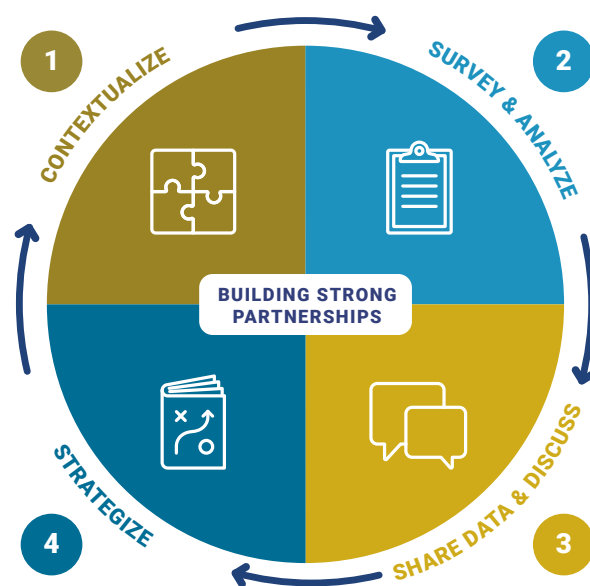 1
CONTEXTUALIZE
2
SURVEY & ANALYZE
BUILDING STRONG
PARTNERSHIPS
3
SHARE DATA & DISCUSS
4
STRATEGIZE